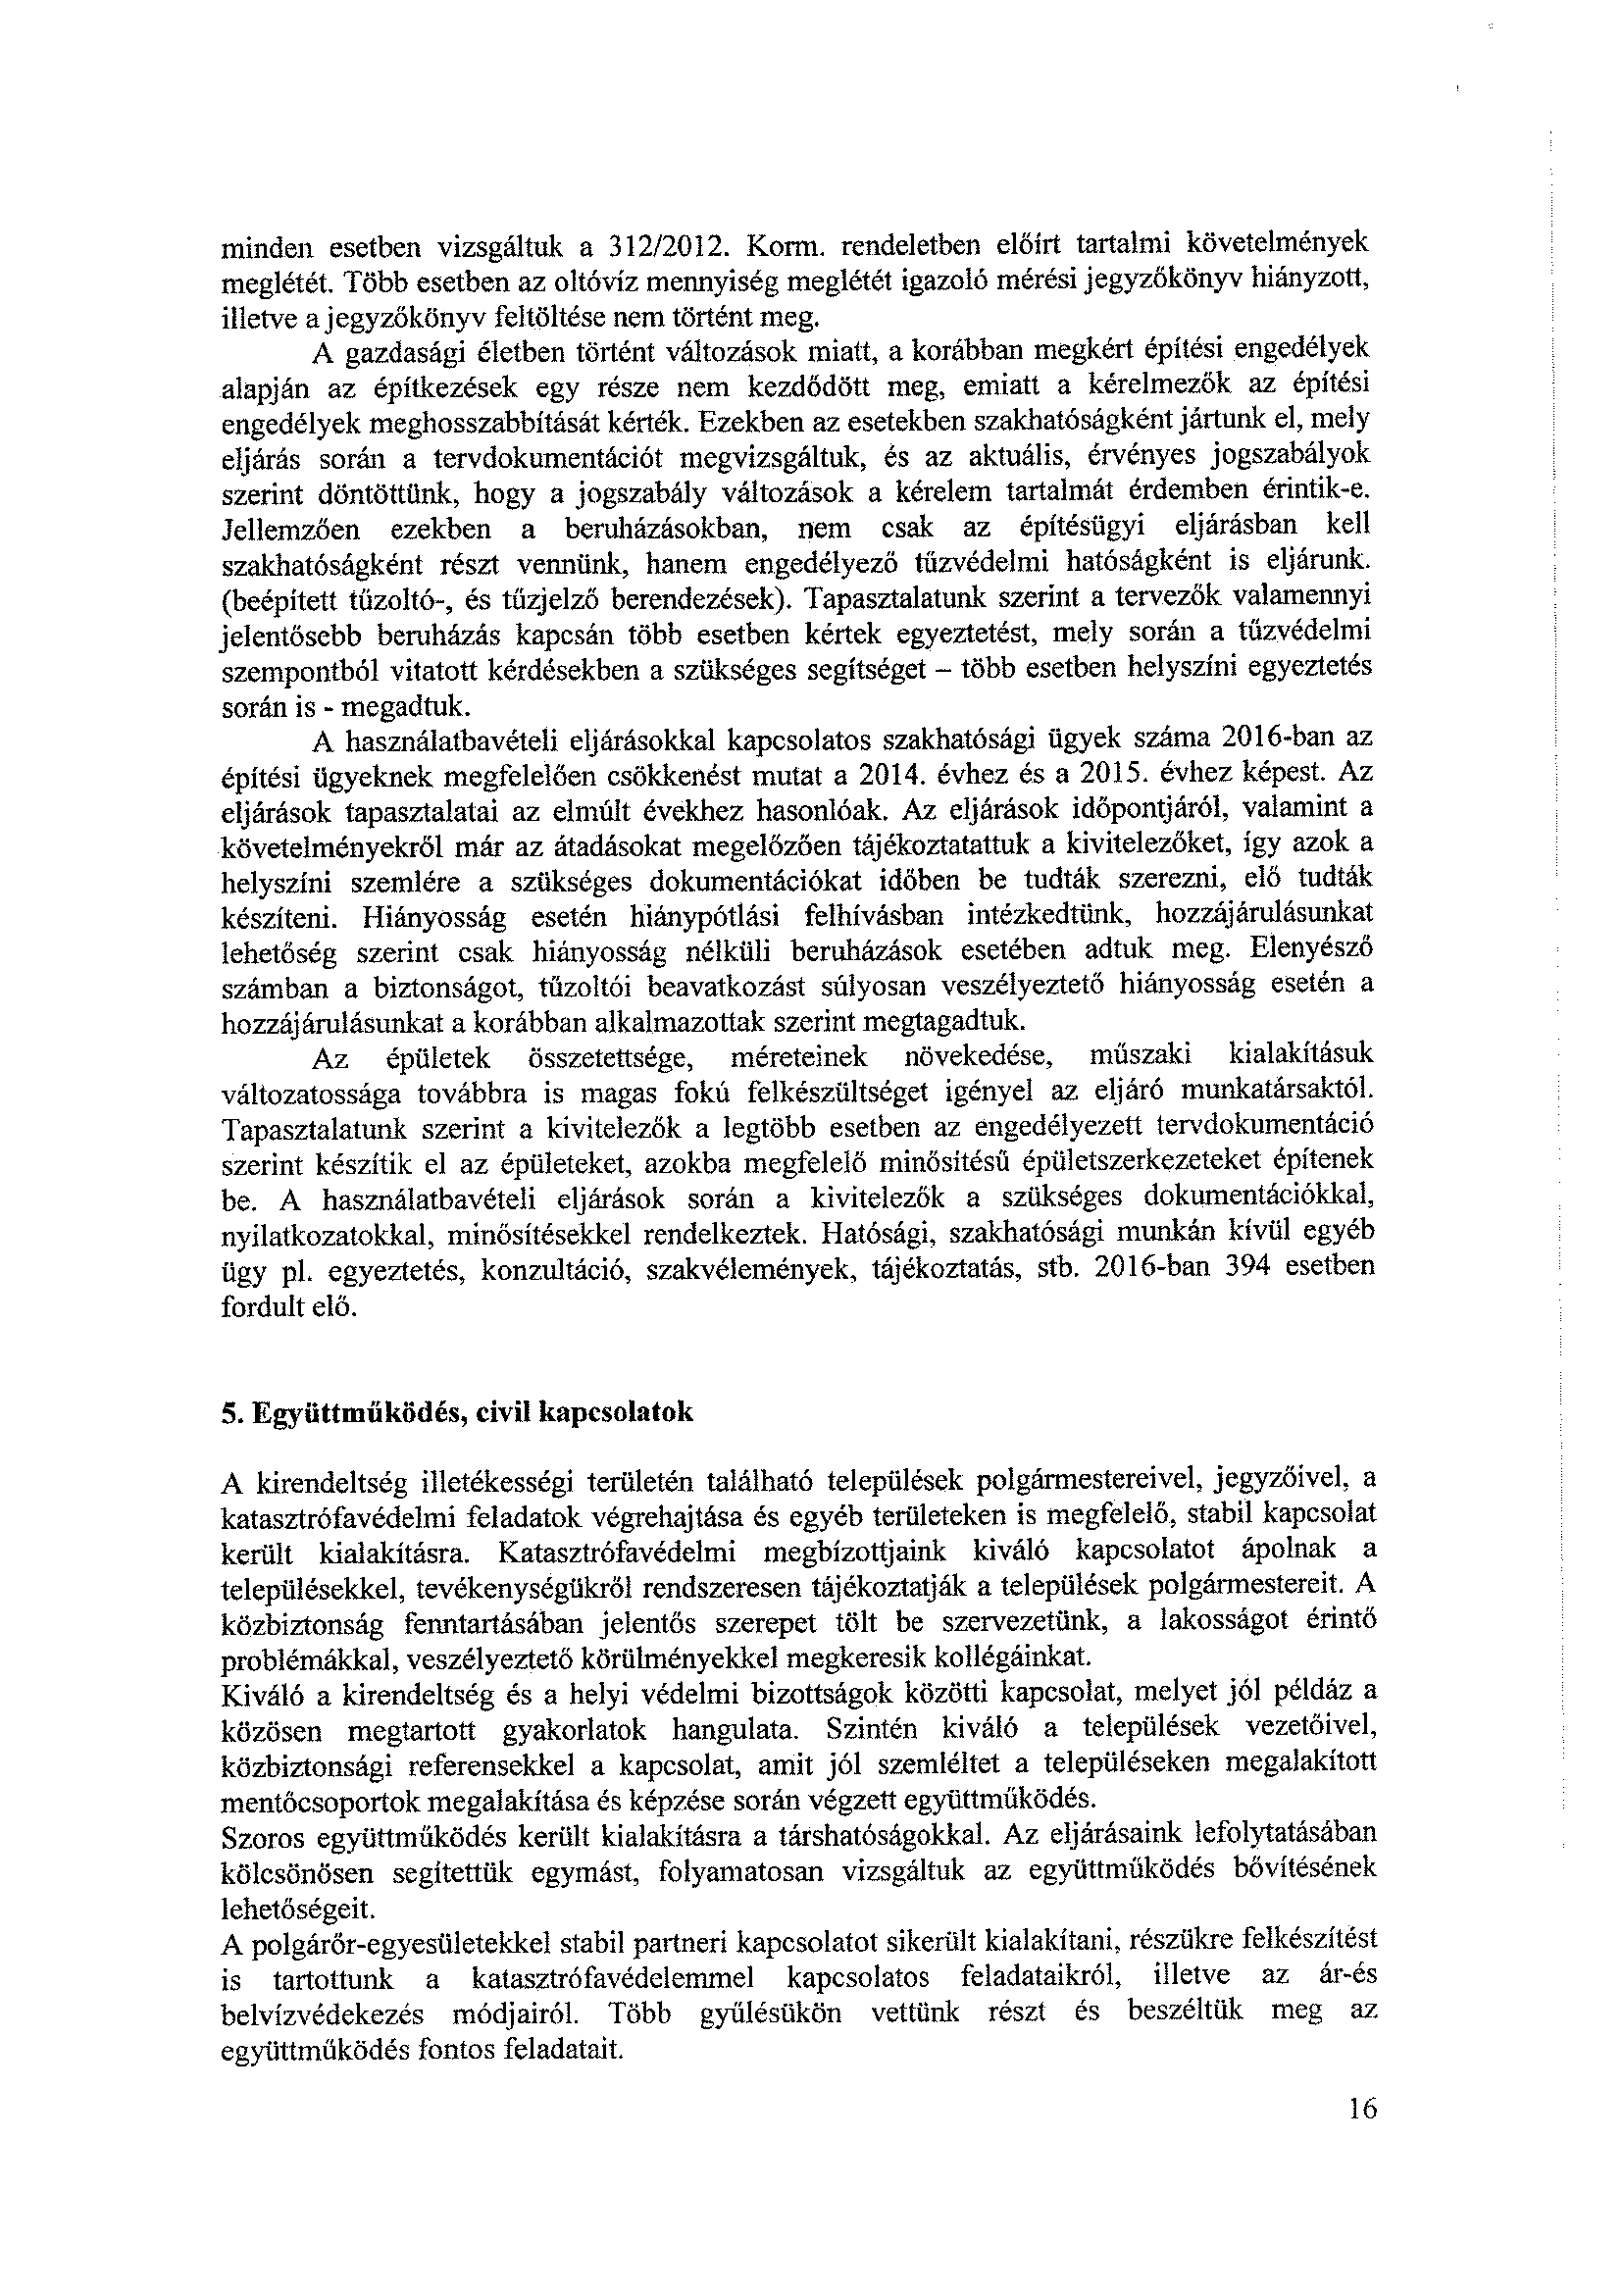 minden esetben vizsgáltuk a 312/2012. Korm. rendeletben előírt tartalmi követelmények
meglétét. Több esetben az oltóvíz mennyiség meglétét igazoló mérési jegyzőkönyv hiányzott,
illetve a jegyzőkönyv feltöltése nem történt meg.
A gazdasági életben történt változások miatt, a korábban megkért építési engedélyek
alapján az építkezések egy része nem kezdődött meg, emiatt a kérelmezők az építési
engedélyek meghosszabbítását kérték. Ezekben az esetekben szakhatóságként jártunk el, mely
eljárás során a tervdokumentációt megvizsgáltuk, és az aktuális, érvényes jogszabályok
szerint döntöttünk, hogy a jogszabály változások a kérelem tartalmát érdemben érintik-e.
Jellemzően ezekben a beruházásokban, nem csak az építésügyi eljárásban kell
szakhatóságként részt vennünk, hanem engedélyező tűzvédelmi hatóságként is eljárunk.
(beépített tűzoltó-, és tűzjelző berendezések). Tapasztalatunk szerint a tervezők valamennyi
jelentősebb beruházás kapcsán több esetben kértek egyeztetést, mely során a tűzvédelmi
szempontból vitatott kérdésekben a szükséges segítséget – több esetben helyszíni egyeztetés
során is - megadtuk.
A használatbavételi eljárásokkal kapcsolatos szakhatósági ügyek száma 2016-ban az
építési ügyeknek megfelelően csökkenést mutat a 2014. évhez és a 2015. évhez képest. Az
eljárások tapasztalatai az elmúlt évekhez hasonlóak. Az eljárások időpontjáról, valamint a
követelményekről már az átadásokat megelőzően tájékoztatattuk a kivitelezőket, így azok a
helyszíni szemlére a szükséges dokumentációkat időben be tudták szerezni, elő tudták
készíteni. Hiányosság esetén hiánypótlási felhívásban intézkedtünk, hozzájárulásunkat
lehetőség szerint csak hiányosság nélküli beruházások esetében adtuk meg. Elenyésző
számban a biztonságot, tűzoltói beavatkozást súlyosan veszélyeztető hiányosság esetén a
hozzájárulásunkat a korábban alkalmazottak szerint megtagadtuk.
Az épületek összetettsége, méreteinek növekedése, műszaki kialakításuk
változatossága továbbra is magas fokú felkészültséget igényel az eljáró munkatársaktól.
Tapasztalatunk szerint a kivitelezők a legtöbb esetben az engedélyezett tervdokumentáció
szerint készítik el az épületeket, azokba megfelelő minősítésű épületszerkezeteket építenek
be. A használatbavételi eljárások során a kivitelezők a szükséges dokumentációkkal,
nyilatkozatokkal, minősítésekkel rendelkeztek. Hatósági, szakhatósági munkán kívül egyéb
ügy pl. egyeztetés, konzultáció, szakvélemények, tájékoztatás, stb. 2016-ban 394 esetben
fordult elő.
5. Együttműködés, civil kapcsolatok
A kirendeltség illetékességi területén található települések polgármestereivel, jegyzőivel, a
katasztrófavédelmi feladatok végrehajtása és egyéb területeken is megfelelő, stabil kapcsolat
került kialakításra. Katasztrófavédelmi megbízottjaink kiváló kapcsolatot ápolnak a
településekkel, tevékenységükről rendszeresen tájékoztatják a települések polgármestereit. A
közbiztonság fenntartásában jelentős szerepet tölt be szervezetünk, a lakosságot érintő
problémákkal, veszélyeztető körülményekkel megkeresik kollégáinkat.
Kiváló a kirendeltség és a helyi védelmi bizottságok közötti kapcsolat, melyet jól példáz a
közösen megtartott gyakorlatok hangulata. Szintén kiváló a települések vezetőivel,
közbiztonsági referensekkel a kapcsolat, amit jól szemléltet a településeken megalakított
mentőcsoportok megalakítása és képzése során végzett együttműködés.
Szoros együttműködés került kialakításra a társhatóságokkal. Az eljárásaink lefolytatásában
kölcsönösen segítettük egymást, folyamatosan vizsgáltuk az együttműködés bővítésének
lehetőségeit.
A polgárőr-egyesületekkel stabil partneri kapcsolatot sikerült kialakítani, részükre felkészítést
is tartottunk a katasztrófavédelemmel kapcsolatos feladataikról, illetve az ár-és
belvízvédekezés módjairól. Több gyűlésükön vettünk részt és beszéltük meg az
együttműködés fontos feladatait.
16